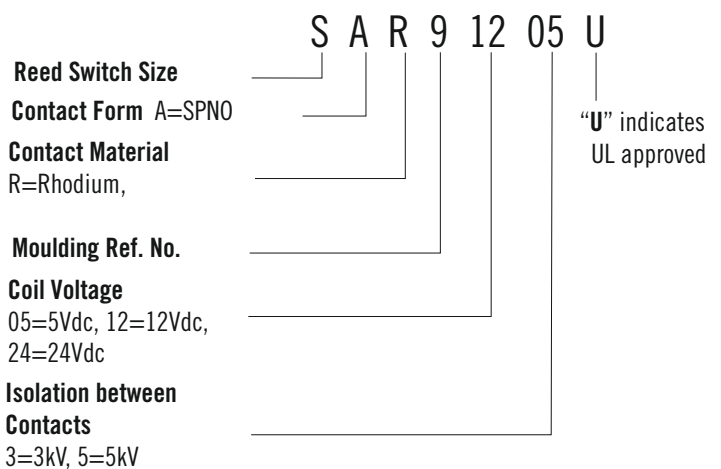 S A R 9 12 05 U
Reed Switch Size
Contact Form A=SPNO
Contact Material
R=Rhodium,
Moulding Ref. No.
Coil Voltage
05=5Vdc, 12=12Vdc,
24=24Vdc
Isolation between
Contacts
3=3kV, 5=5kV
“U” indicates
UL approved